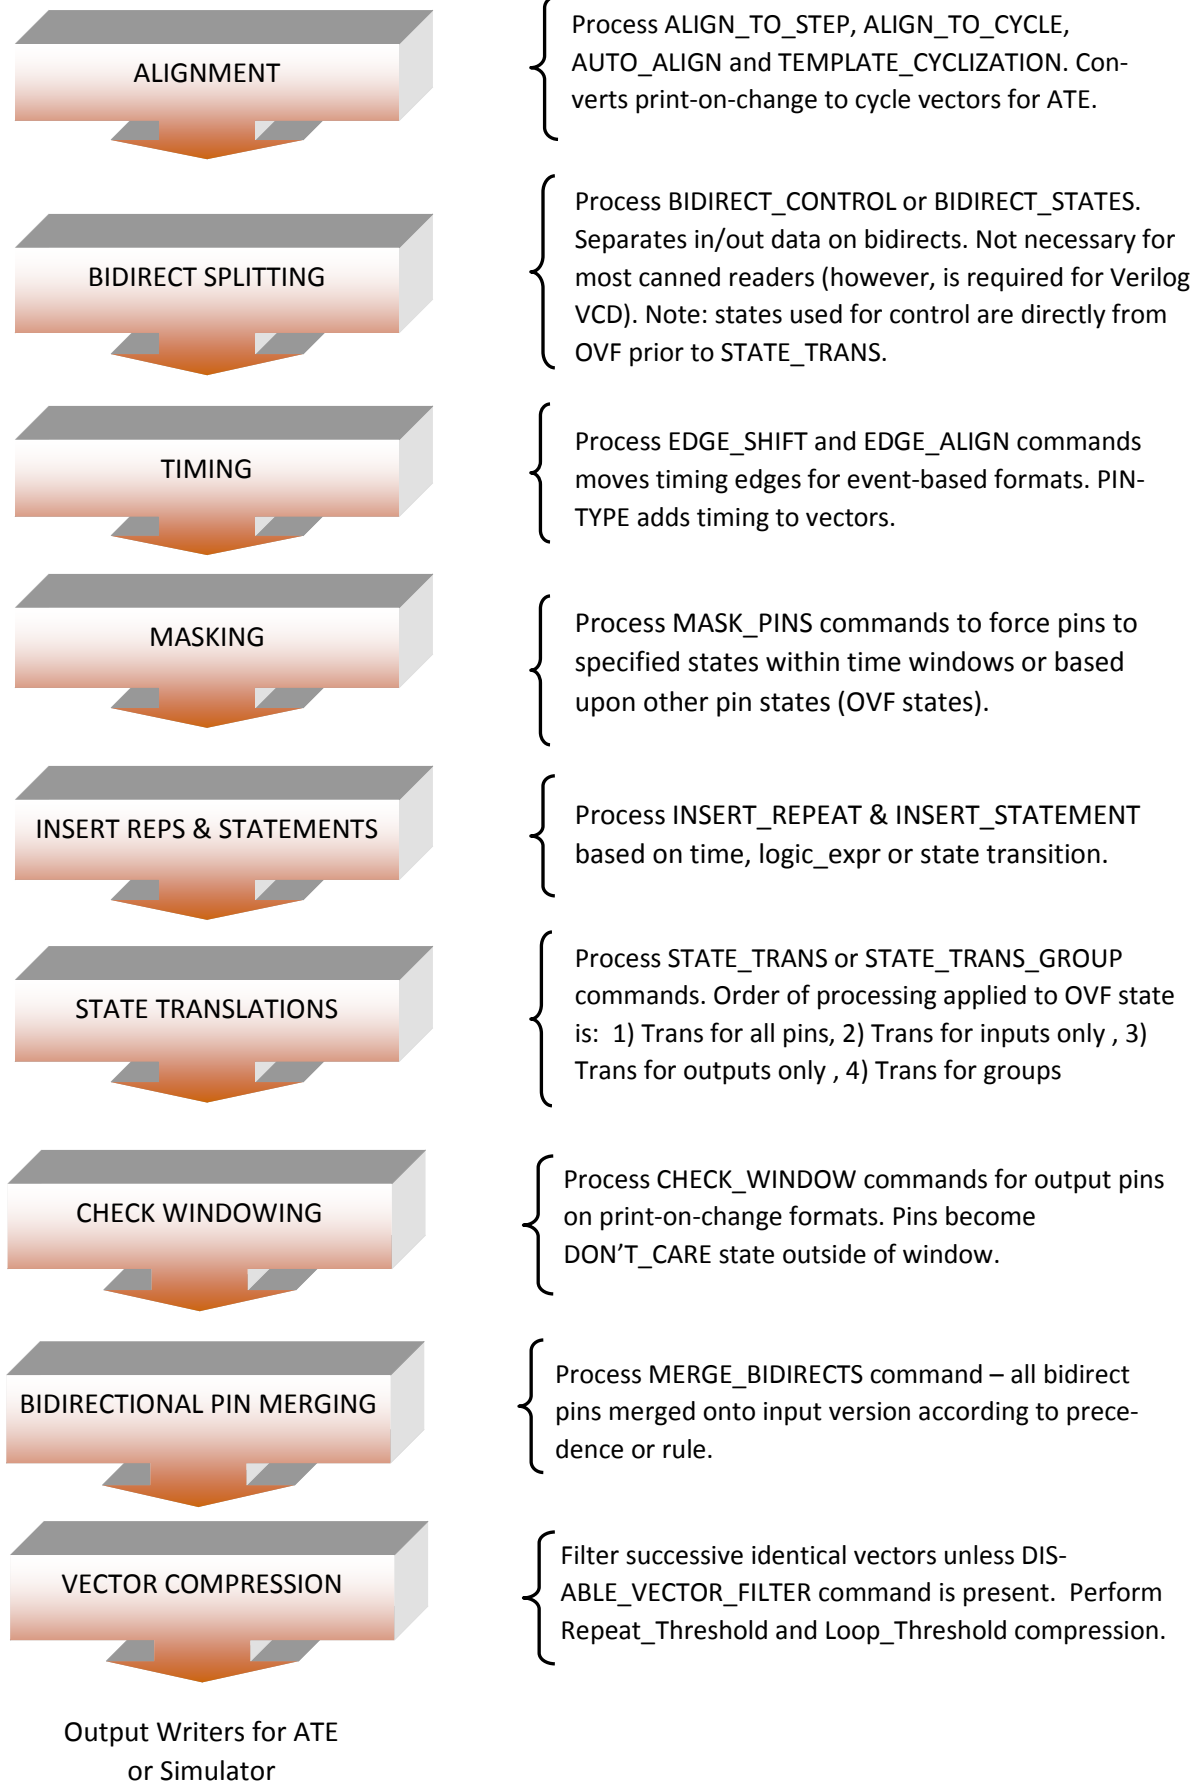 ALIGNMENT
Process ALIGN_TO_STEP, ALIGN_TO_CYCLE,
AUTO_ALIGN and TEMPLATE_CYCLIZATION. Con-
verts print-on-change to cycle vectors for ATE.
BIDIRECT SPLITTING
Process BIDIRECT_CONTROL or BIDIRECT_STATES.
Separates in/out data on bidirects. Not necessary for
most canned readers (however, is required for Verilog
VCD). Note: states used for control are directly from
OVF prior to STATE_TRANS.
TIMING
Process EDGE_SHIFT and EDGE_ALIGN commands
moves timing edges for event-based formats. PIN-
TYPE adds timing to vectors.
MASKING
Process MASK_PINS commands to force pins to
specified states within time windows or based
upon other pin states (OVF states).
INSERT REPS & STATEMENTS
Process INSERT_REPEAT & INSERT_STATEMENT
based on time, logic_expr or state transition.
STATE TRANSLATIONS
Process STATE_TRANS or STATE_TRANS_GROUP
commands. Order of processing applied to OVF state
is:  1) Trans for all pins, 2) Trans for inputs only , 3)
Trans for outputs only , 4) Trans for groups
CHECK WINDOWING
Process CHECK_WINDOW commands for output pins
on print-on-change formats. Pins become
DON’T_CARE state outside of window.
BIDIRECTIONAL PIN MERGING
Process MERGE_BIDIRECTS command – all bidirect
pins merged onto input version according to prece-
dence or rule.
VECTOR COMPRESSION
Filter successive identical vectors unless DIS-
ABLE_VECTOR_FILTER command is present.  Perform
Repeat_Threshold and Loop_Threshold compression.
Output Writers for ATE
or Simulator